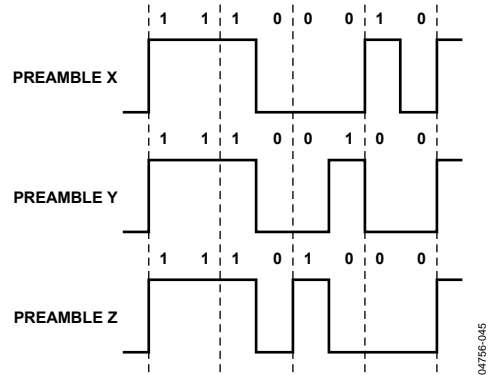 1 1 1 0 0 0 1 0
PREAMBLE X
1 1 1 0 0 1 0 0
PREAMBLE Y
1 1 1 0 1 0 0 0
PREAMBLE Z
04756-045